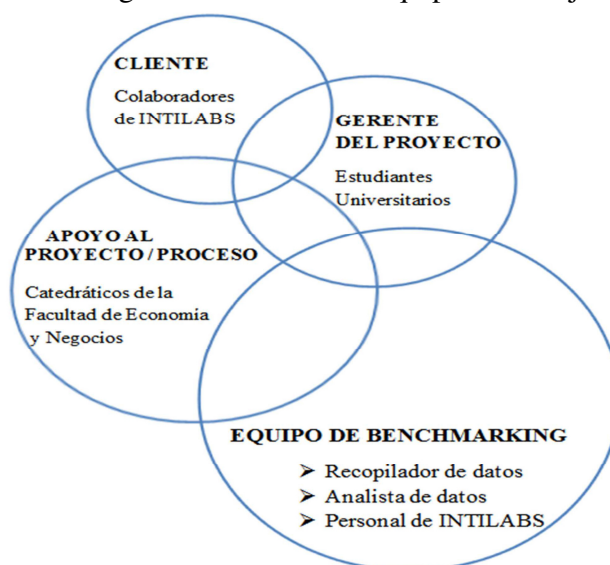 CLIENTE
Colaboradores
de INTILABS
GERENTE
DEL PROYECTO
Estudiantes
Universitarios
APOYO AL
PROYECTO / PROCESO
Catedráticos de la
Facultad de Economia
y Negocios
EQUIPO DE BENCHMARKING
➢ Recopilador de datos
➢ Analista de datos
➢ Personal de INTILABS